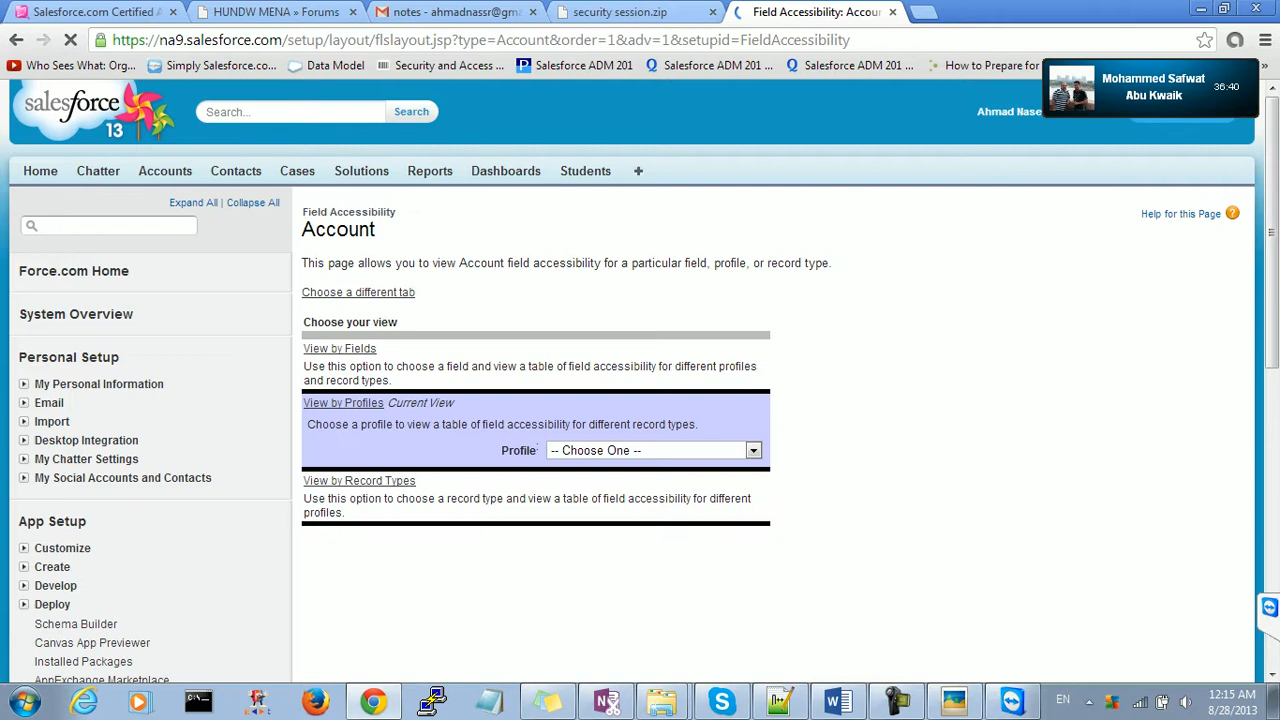 Salesforce.com Certified A
HUNDW MENA » Forums
notes - ahmadnassr@gma
security session.zip
Field Accessibility: Accoun
https://na9.salesforce.com/setup/layout/flslayout.jsp?type=Account&order=1&adv=1&setupid=FieldAccessibility
Who Sees What: Org...
Simply Salesforce.co...
Data Model
Security and Access ...
Salesforce ADM 201
Salesforce ADM 201 ...
Salesforce ADM 201 ...
How to Prepare for
»
Mohammed Safwat
Abu Kwaik
36:40
salesforce
13
Search...
Search
Ahmad Nase
Home
Chatter
Accounts
Contacts
Cases
Solutions
Reports
Dashboards
Students
+
Expand All | Collapse All
Force.com Home
System Overview
Personal Setup
My Personal Information
Email
Import
Desktop Integration
My Chatter Settings
My Social Accounts and Contacts
App Setup
Customize
Create
Develop
Deploy
Schema Builder
Canvas App Previewer
Installed Packages
AppExchange Marketplace
Field Accessibility
Account
Help for this Page ?
This page allows you to view Account field accessibility for a particular field, profile, or record type.
Choose a different tab
Choose your view
View by Fields
Use this option to choose a field and view a table of field accessibility for different profiles
and record types.
View by Profiles Current View
Choose a profile to view a table of field accessibility for different record types.
Profile: -- Choose One --
View by Record Types
Use this option to choose a record type and view a table of field accessibility for different
profiles.
EN
12:15 AM
8/28/2013